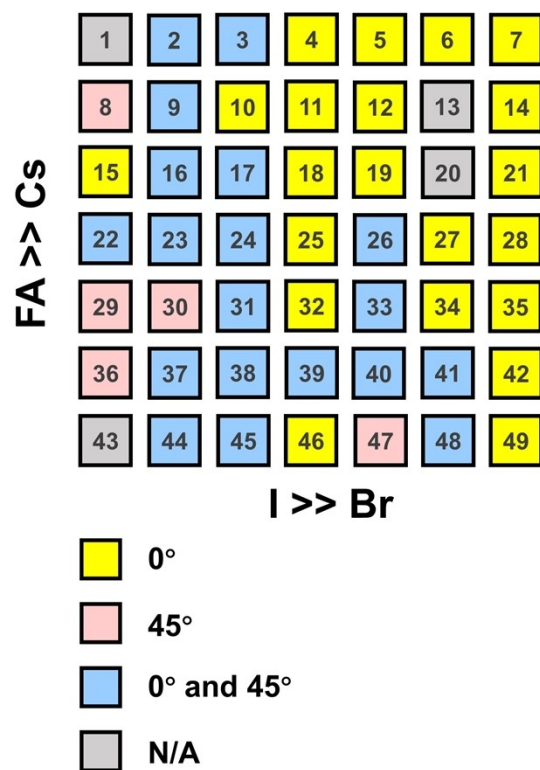 1 2 3 4 5 6 7
8 9 10 11 12 13 14
15 16 17 18 19 20 21
22 23 24 25 26 27 28
29 30 31 32 33 34 35
36 37 38 39 40 41 42
43 44 45 46 47 48 49
FA >> Cs
I >> Br
0°
45°
0° and 45°
N/A